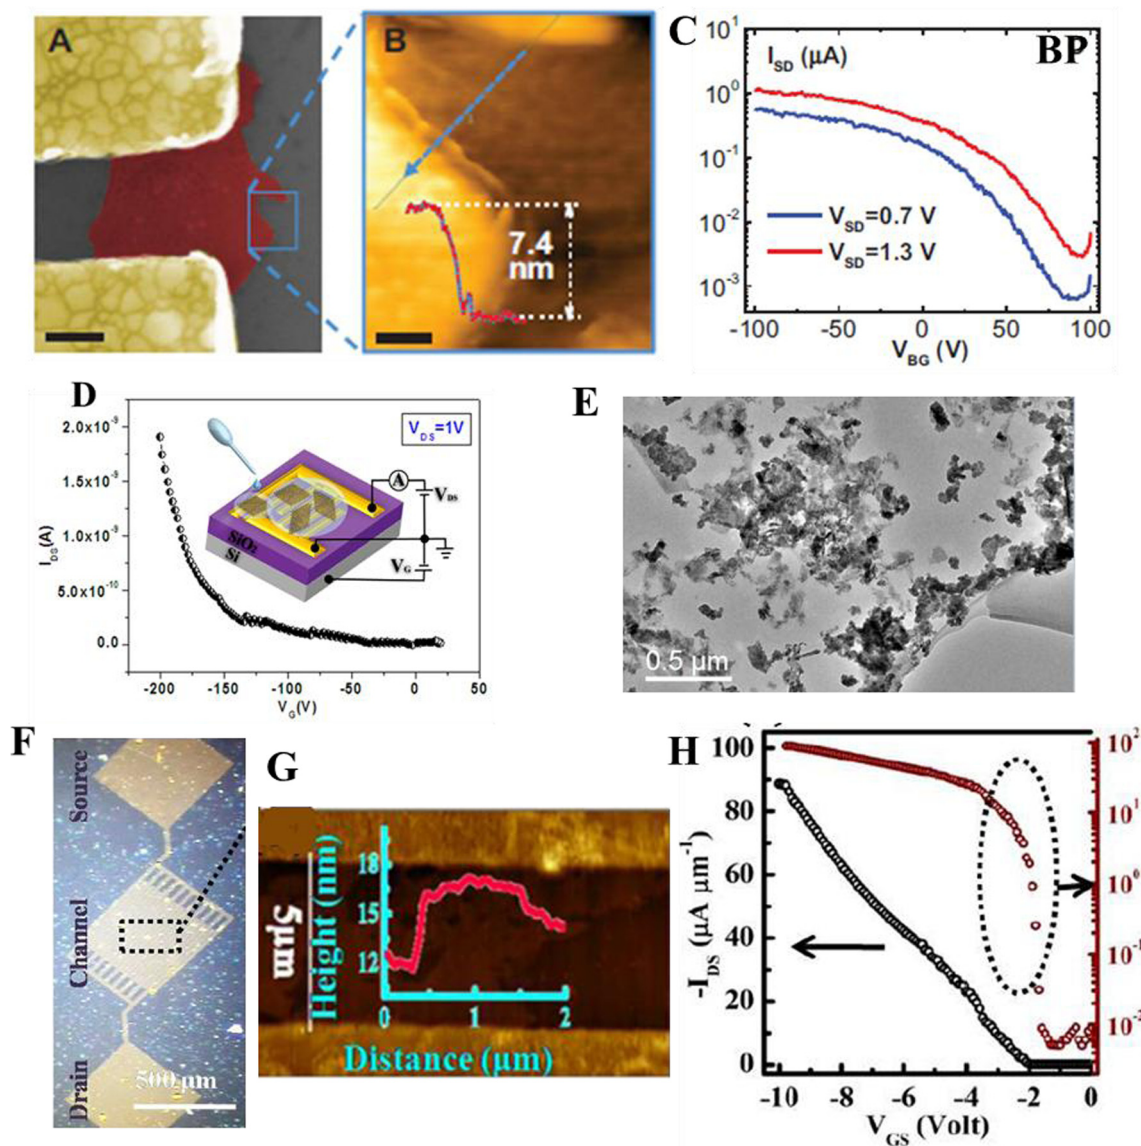 A
B
7.4
nm
C
I_SD (μA)
BP
10^0
10^-1
10^-2
10^-3
V_SD=0.7 V
V_SD=1.3 V
-100
-50
0
50
100
V_BG (V)
D
2.0x10^-9
1.5x10^-9
1.0x10^-9
5.0x10^-10
0.0
I_DS(A)
V_DS=1V
A
V_DS
SiO2
Si
V_G
-200
-150
-100
-50
0
50
V_G(V)
E
0.5 μm
F
Source
Channel
Drain
500 μm
G
5μm
Height (nm)
18
15
12
0
1
2
Distance (μm)
H
100
80
60
40
20
0
-I_DS (μA μm^-1)
10^2
10^1
10^0
10^-1
10^-2
-10
-8
-6
-4
-2
0
V_GS (Volt)